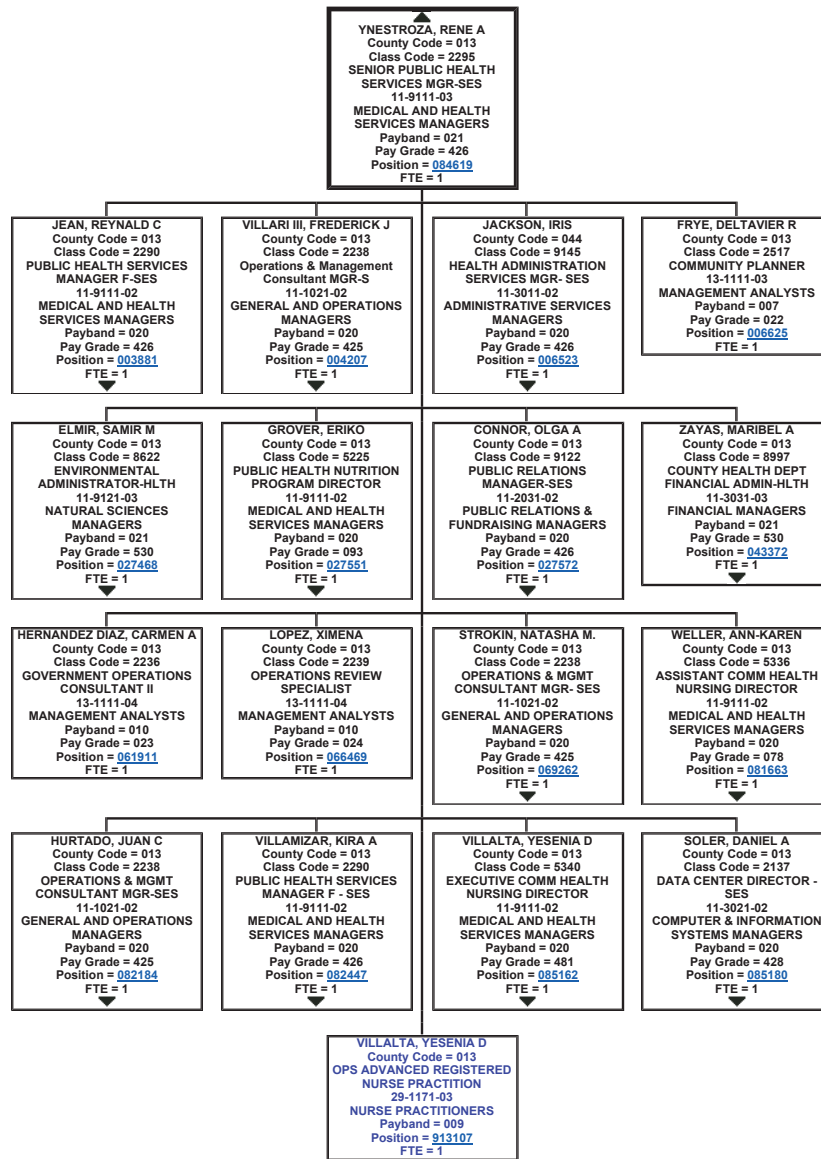 YNESTROZA, RENE A
County Code = 013
Class Code = 2295
SENIOR PUBLIC HEALTH
SERVICES MGR-SES
11-9111-03
MEDICAL AND HEALTH
SERVICES MANAGERS
Payband = 021
Pay Grade = 426
Position = 084619
FTE = 1
JEAN, REYNALD C
County Code = 013
Class Code = 2290
PUBLIC HEALTH SERVICES
MANAGER F-SES
11-9111-02
MEDICAL AND HEALTH
SERVICES MANAGERS
Payband = 020
Pay Grade = 426
Position = 003881
FTE = 1
VILLARI III, FREDERICK J
County Code = 013
Class Code = 2238
Operations & Management
Consultant MGR-S
11-1021-02
GENERAL AND OPERATIONS
MANAGERS
Payband = 020
Pay Grade = 425
Position = 004207
FTE = 1
JACKSON, IRIS
County Code = 044
Class Code = 9145
HEALTH ADMINISTRATION
SERVICES MGR- SES
11-3011-02
ADMINISTRATIVE SERVICES
MANAGERS
Payband = 020
Pay Grade = 426
Position = 006523
FTE = 1
FRYE, DELTAVIER R
County Code = 013
Class Code = 2517
COMMUNITY PLANNER
13-1111-03
MANAGEMENT ANALYSTS
Payband = 007
Pay Grade = 022
Position = 006625
FTE = 1
ELMIR, SAMIR M
County Code = 013
Class Code = 8622
ENVIRONMENTAL
ADMINISTRATOR-HLTH
11-9121-03
NATURAL SCIENCES
MANAGERS
Payband = 021
Pay Grade = 530
Position = 027468
FTE = 1
GROVER, ERIKO
County Code = 013
Class Code = 5225
PUBLIC HEALTH NUTRITION
PROGRAM DIRECTOR
11-9111-02
MEDICAL AND HEALTH
SERVICES MANAGERS
Payband = 020
Pay Grade = 093
Position = 027551
FTE = 1
CONNOR, OLGA A
County Code = 013
Class Code = 9122
PUBLIC RELATIONS
MANAGER-SES
11-2031-02
PUBLIC RELATIONS &
FUNDRAISING MANAGERS
Payband = 020
Pay Grade = 426
Position = 027572
FTE = 1
ZAYAS, MARIBEL A
County Code = 013
Class Code = 8997
COUNTY HEALTH DEPT
FINANCIAL ADMIN-HLTH
11-3031-03
FINANCIAL MANAGERS
Payband = 021
Pay Grade = 530
Position = 043372
FTE = 1
HERNANDEZ DIAZ, CARMEN A
County Code = 013
Class Code = 2236
GOVERNMENT OPERATIONS
CONSULTANT II
13-1111-04
MANAGEMENT ANALYSTS
Payband = 010
Pay Grade = 023
Position = 061911
FTE = 1
LOPEZ, XIMENA
County Code = 013
Class Code = 2239
OPERATIONS REVIEW
SPECIALIST
13-1111-04
MANAGEMENT ANALYSTS
Payband = 010
Pay Grade = 024
Position = 066469
FTE = 1
STROKIN, NATASHA M.
County Code = 013
Class Code = 2238
OPERATIONS & MGMT
CONSULTANT MGR- SES
11-1021-02
GENERAL AND OPERATIONS
MANAGERS
Payband = 020
Pay Grade = 425
Position = 069262
FTE = 1
WELLER, ANN-KAREN
County Code = 013
Class Code = 5336
ASSISTANT COMM HEALTH
NURSING DIRECTOR
11-9111-02
MEDICAL AND HEALTH
SERVICES MANAGERS
Payband = 020
Pay Grade = 078
Position = 081663
FTE = 1
HURTADO, JUAN C
County Code = 013
Class Code = 2238
OPERATIONS & MGMT
CONSULTANT MGR-SES
11-1021-02
GENERAL AND OPERATIONS
MANAGERS
Payband = 020
Pay Grade = 425
Position = 082184
FTE = 1
VILLAMIZAR, KIRA A
County Code = 013
Class Code = 2290
PUBLIC HEALTH SERVICES
MANAGER F - SES
11-9111-02
MEDICAL AND HEALTH
SERVICES MANAGERS
Payband = 020
Pay Grade = 426
Position = 082447
FTE = 1
VILLALTA, YESENIA D
County Code = 013
Class Code = 5340
EXECUTIVE COMM HEALTH
NURSING DIRECTOR
11-9111-02
MEDICAL AND HEALTH
SERVICES MANAGERS
Payband = 020
Pay Grade = 481
Position = 085162
FTE = 1
SOLER, DANIEL A
County Code = 013
Class Code = 2137
DATA CENTER DIRECTOR -
SES
11-3021-02
COMPUTER & INFORMATION
SYSTEMS MANAGERS
Payband = 020
Pay Grade = 428
Position = 085180
FTE = 1
VILLALTA, YESENIA D
County Code = 013
OPS ADVANCED REGISTERED
NURSE PRACTITION
29-1171-03
NURSE PRACTITIONERS
Payband = 009
Position = 913107
FTE = 1